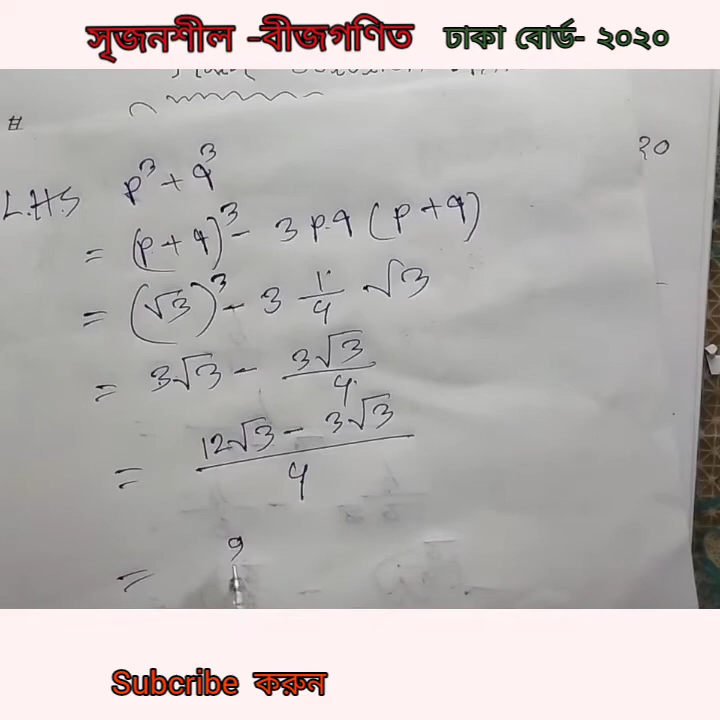 সৃজনশীল -বীজগণিত ঢাকা বোর্ড- ২০২০
#
২০
L.H.S p³ + q³
= (p + q)³ - 3 p.q (p + q)
= (√3)³ - 3 1/4 √3
= 3√3 - 3√3/4
= 12√3 - 3√3/4
= 9
Subcribe করুন